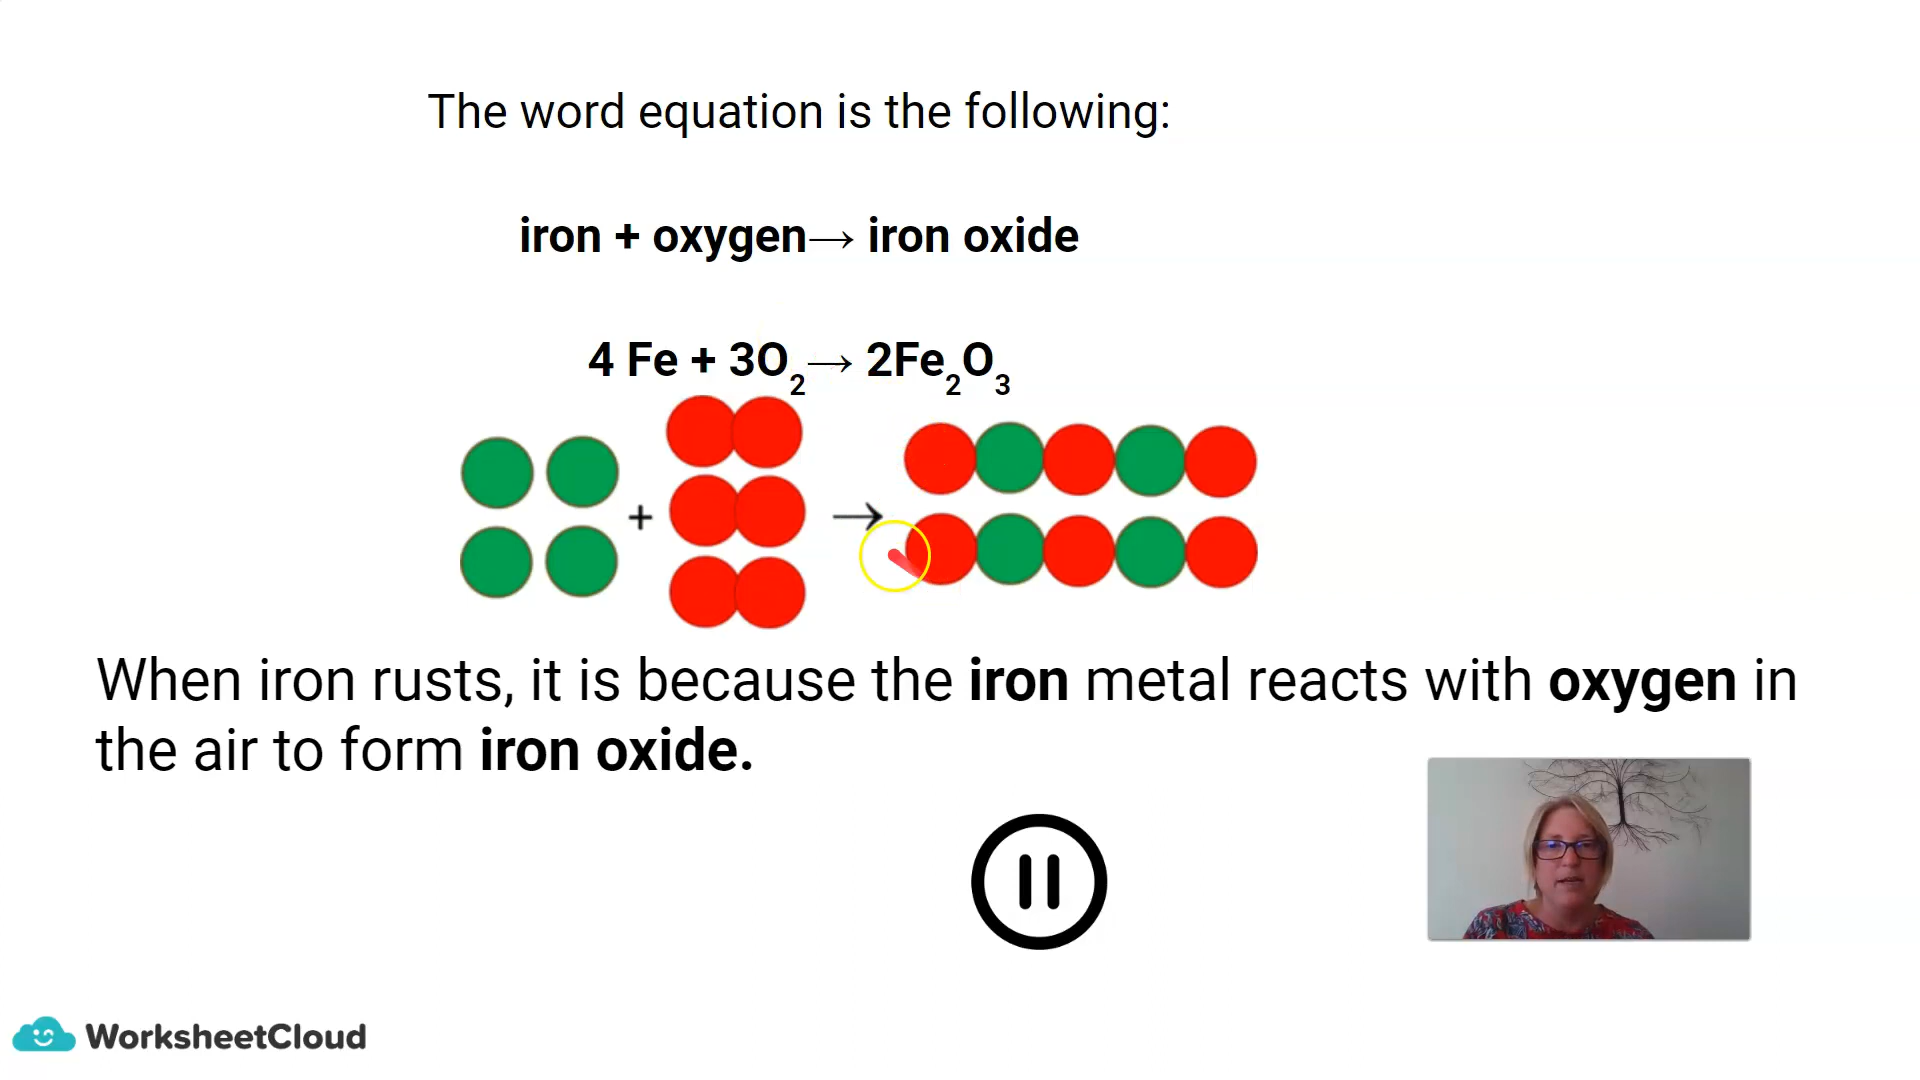 The word equation is the following:
iron + oxygen→ iron oxide
4 Fe + 3O₂→ 2Fe₂O₃
+ →
When iron rusts, it is because the iron metal reacts with oxygen in
the air to form iron oxide.
WorksheetCloud